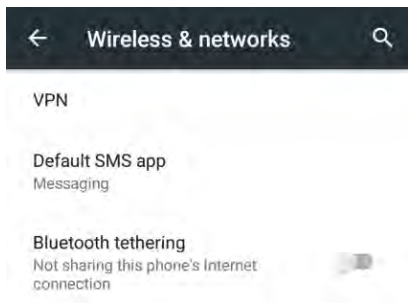 Wireless & networks
VPN
Default SMS app
Messaging
Bluetooth tethering
Not sharing this phone's Internet
connection